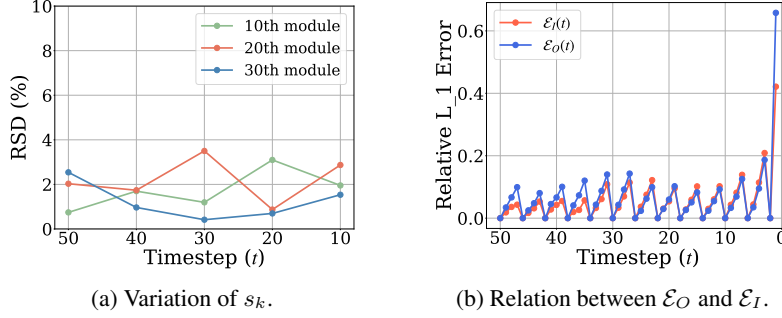 10
8
6
4
2
0
RSD (%)
10th module
20th module
30th module
50 40 30 20 10
Timestep (t)
(a) Variation of s_k.
0.6
0.4
0.2
0.0
Relative L_1 Error
ℰ_I(t)
ℰ_O(t)
50 40 30 20 10 0
Timestep (t)
(b) Relation between ℰ_O and ℰ_I.